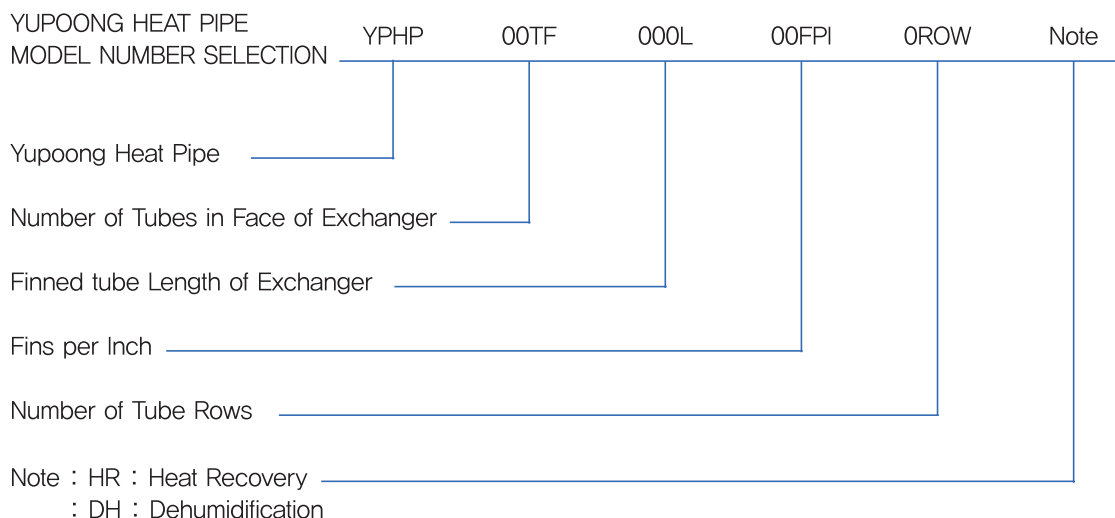 YUPOONG HEAT PIPE
MODEL NUMBER SELECTION
YPHP 00TF 000L 00FPI 0ROW Note
Yupoong Heat Pipe
Number of Tubes in Face of Exchanger
Finned tube Length of Exchanger
Fins per Inch
Number of Tube Rows
Note : HR : Heat Recovery
: DH : Dehumidification